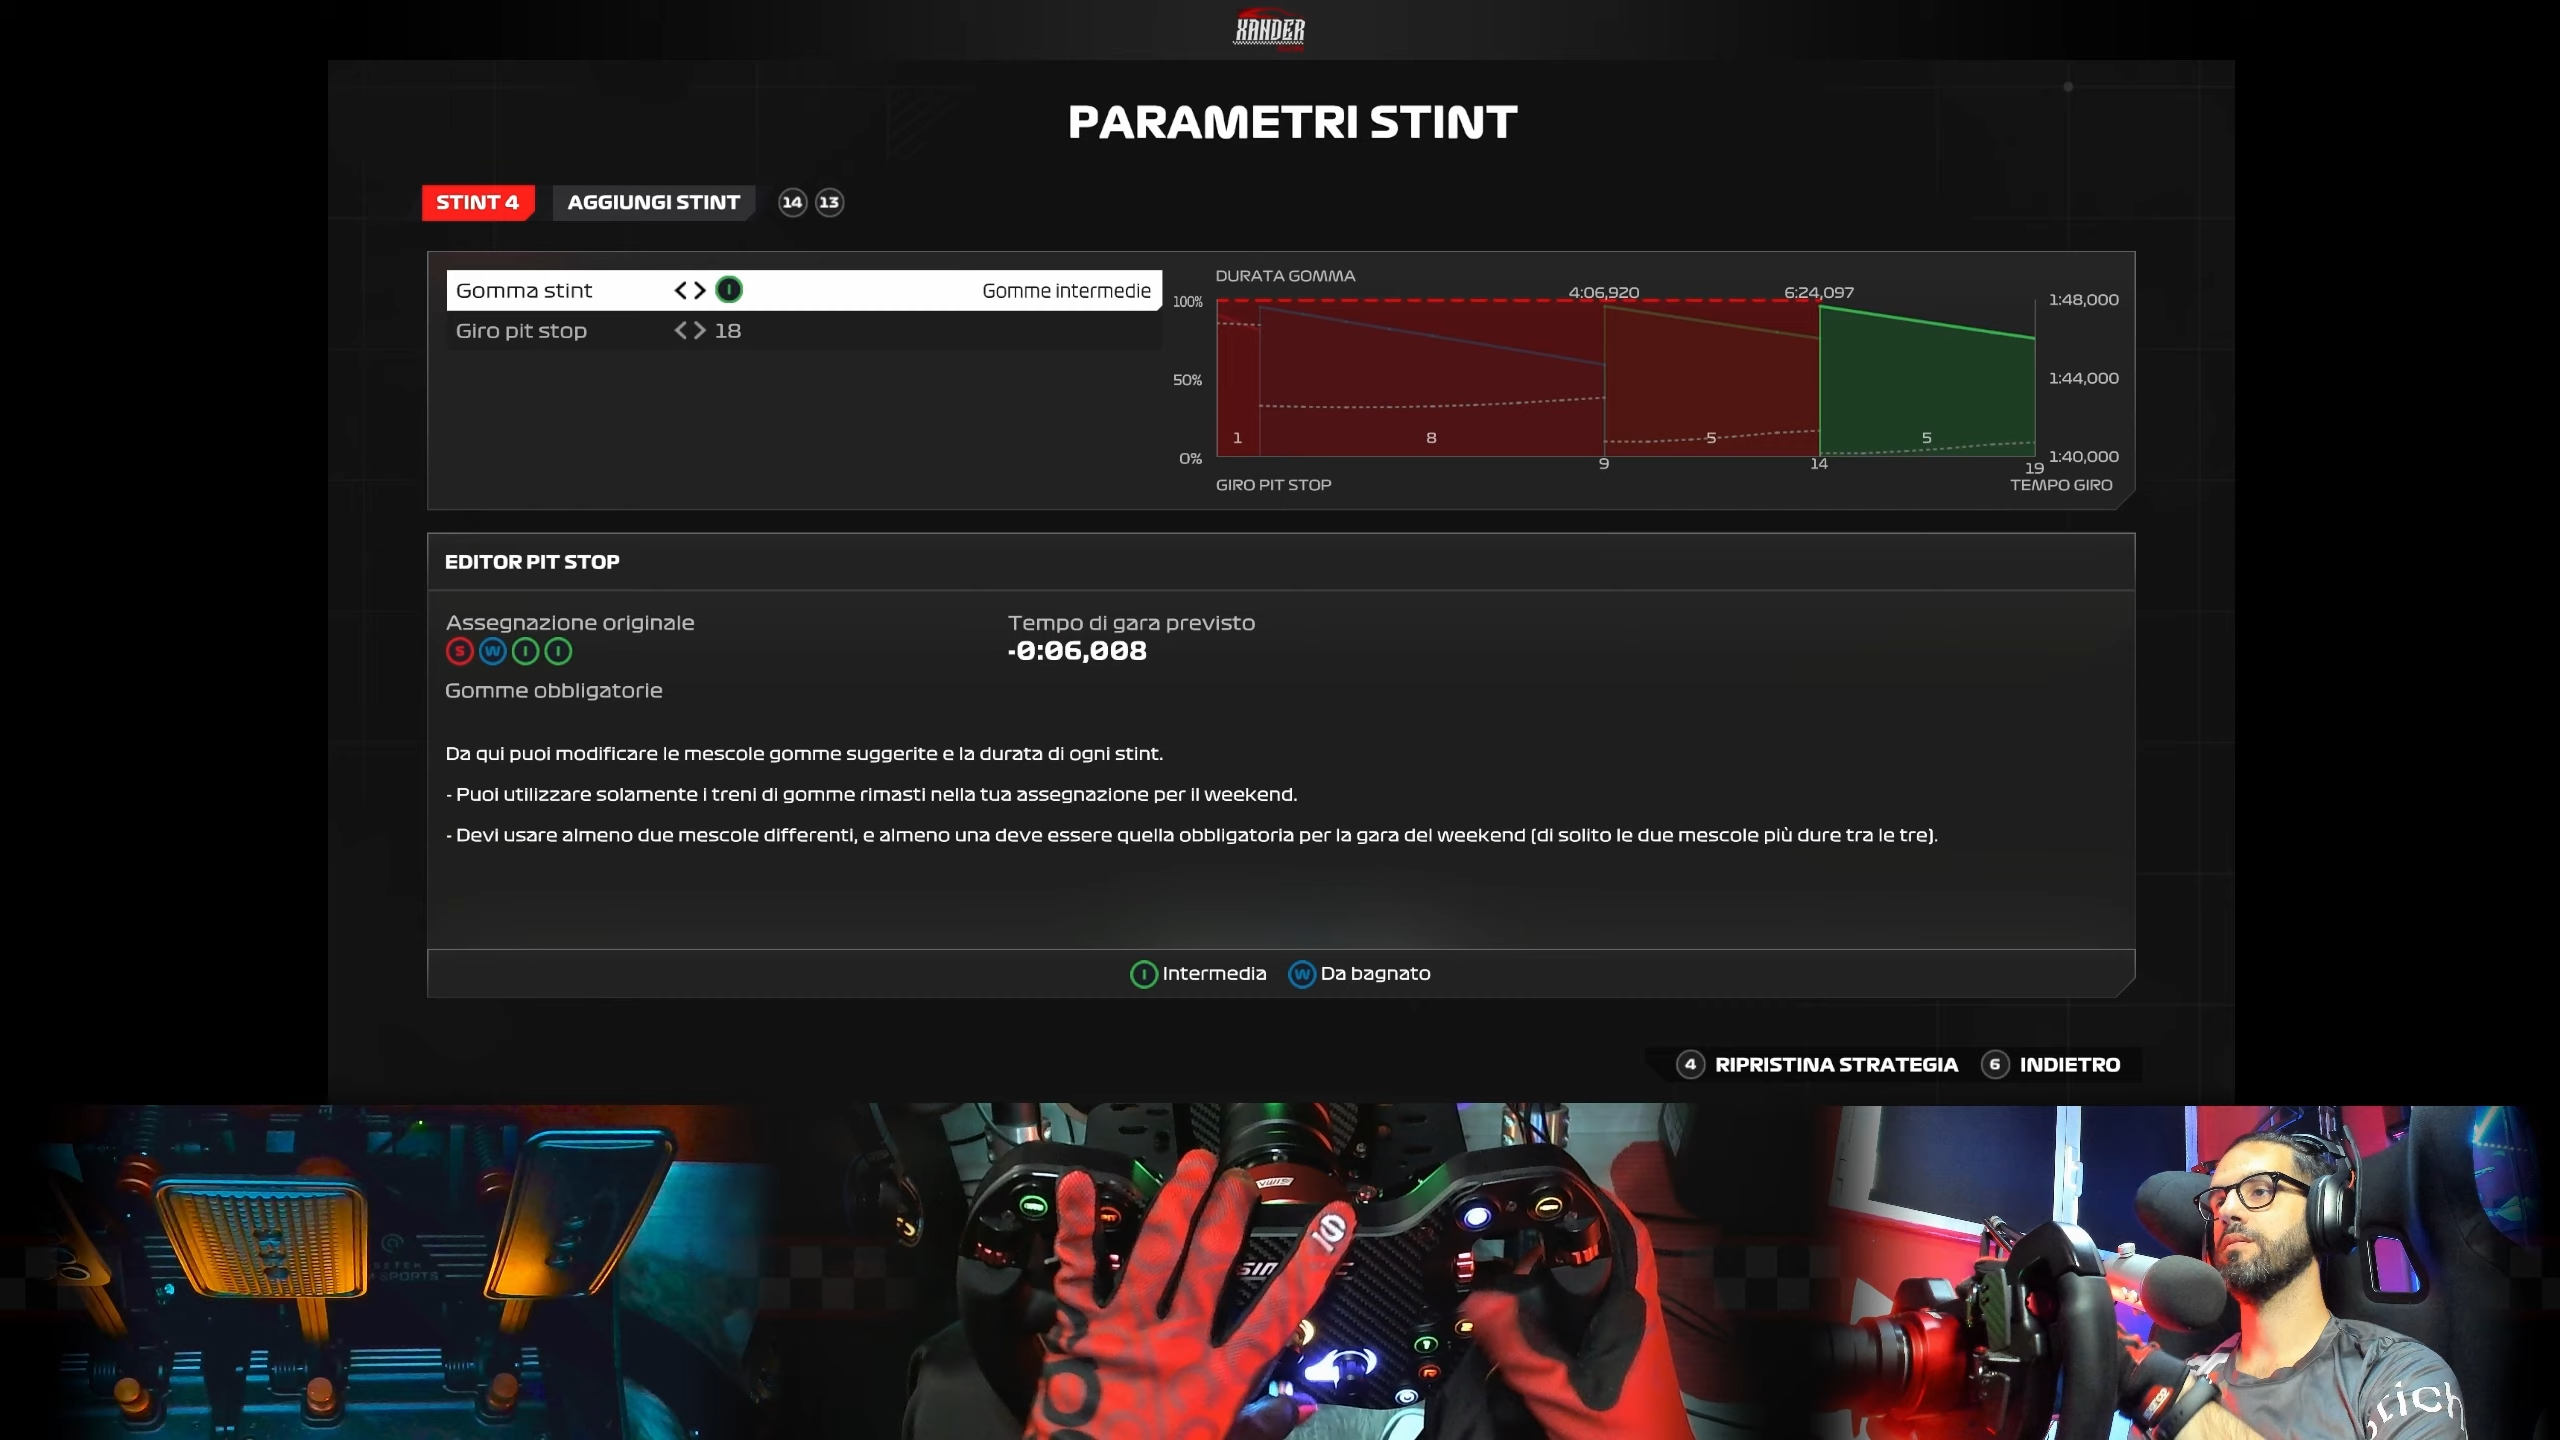 XANDER
PARAMETRI STINT
STINT 4
AGGIUNGI STINT
14 13
Gomma stint < > I Gomme intermedie
Giro pit stop < > 18
DURATA GOMMA
4:06,920
6:24,097
100%
50%
0%
1:48,000
1:44,000
1:40,000
1
8
5
5
9
14
19
GIRO PIT STOP
TEMPO GIRO
EDITOR PIT STOP
Assegnazione originale
S W I I
Tempo di gara previsto
-0:06,008
Gomme obbligatorie
Da qui puoi modificare le mescole gomme suggerite e la durata di ogni stint.
- Puoi utilizzare solamente i treni di gomme rimasti nella tua assegnazione per il weekend.
- Devi usare almeno due mescole differenti, e almeno una deve essere quella obbligatoria per la gara del weekend (di solito le due mescole più dure tra le tre).
I Intermedia W Da bagnato
4 RIPRISTINA STRATEGIA 6 INDIETRO